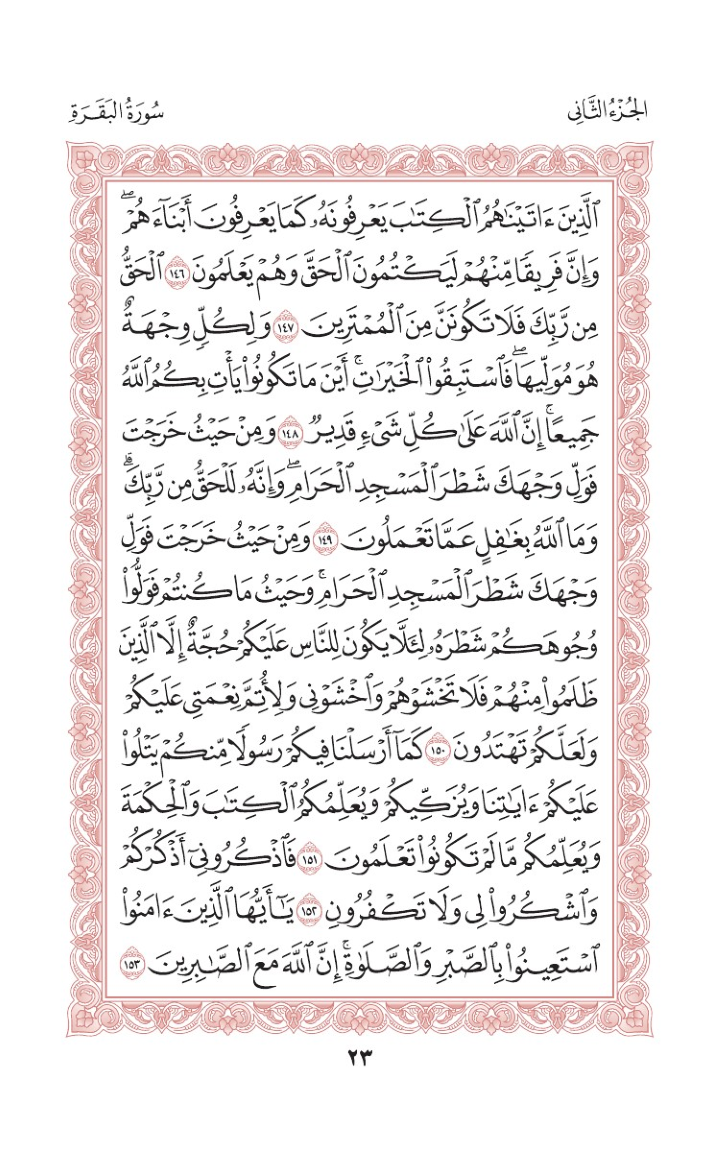 الجُزْءُ الثَّانِي
سُورَةُ البَقَرَةِ
ٱلَّذِينَ ءَاتَيْنَٰهُمُ ٱلْكِتَٰبَ يَعْرِفُونَهُۥ كَمَا يَعْرِفُونَ أَبْنَآءَهُمْۖ
وَإِنَّ فَرِيقًا مِّنْهُمْ لَيَكْتُمُونَ ٱلْحَقَّ وَهُمْ يَعْلَمُونَ ١٤٦ ٱلْحَقُّ
مِن رَّبِّكَ فَلَا تَكُونَنَّ مِنَ ٱلْمُمْتَرِينَ ١٤٧ وَلِكُلٍّ وِجْهَةٌ
هُوَ مُوَلِّيهَاۖ فَٱسْتَبِقُوا۟ ٱلْخَيْرَٰتِۚ أَيْنَ مَا تَكُونُوا۟ يَأْتِ بِكُمُ ٱللَّهُ
جَمِيعًاۚ إِنَّ ٱللَّهَ عَلَىٰ كُلِّ شَىْءٍ قَدِيرٌ ١٤٨ وَمِنْ حَيْثُ خَرَجْتَ
فَوَلِّ وَجْهَكَ شَطْرَ ٱلْمَسْجِدِ ٱلْحَرَامِۖ وَإِنَّهُۥ لَلْحَقُّ مِن رَّبِّكَۗ
وَمَا ٱللَّهُ بِغَٰفِلٍ عَمَّا تَعْمَلُونَ ١٤٩ وَمِنْ حَيْثُ خَرَجْتَ فَوَلِّ
وَجْهَكَ شَطْرَ ٱلْمَسْجِدِ ٱلْحَرَامِۚ وَحَيْثُ مَا كُنتُمْ فَوَلُّوا۟
وُجُوهَكُمْ شَطْرَهُۥ لِئَلَّا يَكُونَ لِلنَّاسِ عَلَيْكُمْ حُجَّةٌ إِلَّا ٱلَّذِينَ
ظَلَمُوا۟ مِنْهُمْ فَلَا تَخْشَوْهُمْ وَٱخْشَوْنِى وَلِأُتِمَّ نِعْمَتِى عَلَيْكُمْ
وَلَعَلَّكُمْ تَهْتَدُونَ ١٥٠ كَمَآ أَرْسَلْنَا فِيكُمْ رَسُولًا مِّنكُمْ يَتْلُوا۟
عَلَيْكُمْ ءَايَٰتِنَا وَيُزَكِّيكُمْ وَيُعَلِّمُكُمُ ٱلْكِتَٰبَ وَٱلْحِكْمَةَ
وَيُعَلِّمُكُم مَّا لَمْ تَكُونُوا۟ تَعْلَمُونَ ١٥١ فَٱذْكُرُونِىٓ أَذْكُرْكُمْ
وَٱشْكُرُوا۟ لِى وَلَا تَكْفُرُونِ ١٥٢ يَٰٓأَيُّهَا ٱلَّذِينَ ءَامَنُوا۟
ٱسْتَعِينُوا۟ بِٱلصَّبْرِ وَٱلصَّلَوٰةِۚ إِنَّ ٱللَّهَ مَعَ ٱلصَّٰبِرِينَ ١٥٣
٢٣